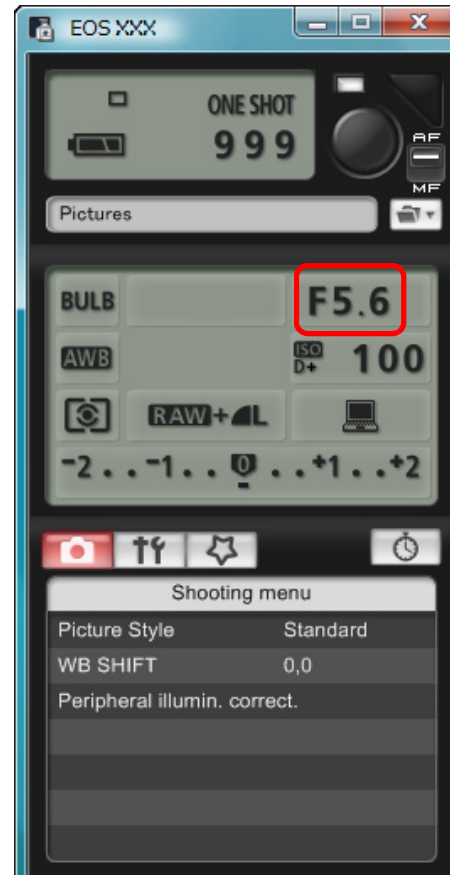 EOS XXX
ONE SHOT
999
AF
MF
Pictures
BULB
F5.6
AWB
ISO D+ 100
RAW+L
-2..-1..0..+1..+2
Shooting menu
Picture Style Standard
WB SHIFT 0,0
Peripheral illumin. correct.